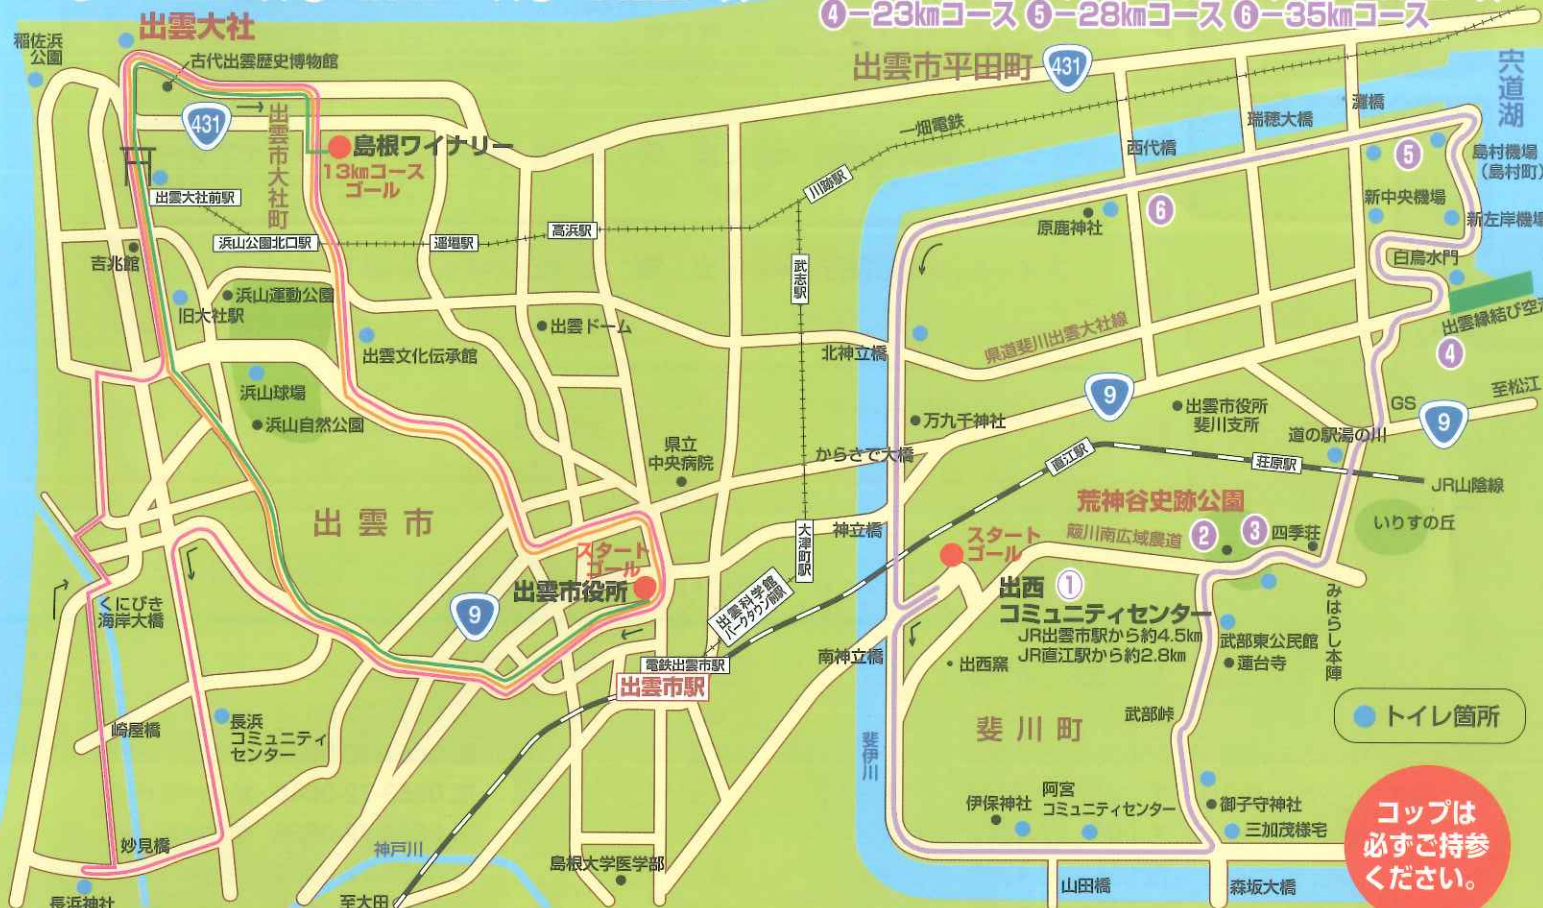 ④ー23kmコース ⑤ー28kmコース ⑥ー35kmコース
稲佐浜
公園
出雲大社
古代出雲歴史博物館
431
出雲市大社町
島根ワイナリー
13kmコース
ゴール
出雲大社前駅
浜山公園北口駅
遥堪駅
高浜駅
川跡駅
一畑電鉄
武志駅
大津町駅
出雲市平田町
431
宍道湖
灘橋
瑞穂大橋
西代橋
⑤
島村機場
(島村町)
新中央機場
新左岸機場
⑥
原鹿神社
白鳥水門
④
吉兆館
旧大社駅
浜山運動公園
出雲文化伝承館
出雲ドーム
浜山球場
浜山自然公園
県立
中央病院
北神立橋
県道斐川出雲大社線
9
万九千神社
出雲市役所
斐川支所
GS
9
至松江
道の駅湯の川
からさで大橋
直江駅
荘原駅
JR山陰線
いりすの丘
荒神谷史跡公園
簸川南広域農道
②
③
四季荘
神立橋
スタート
ゴール
出西
①
コミュニティセンター
JR出雲市駅から約4.5km
JR直江駅から約2.8km
みはらし本陣
武部東公民館
蓮台寺
出西窯
武部峠
斐川町
南神立橋
斐伊川
出雲市
スタート
ゴール
出雲市役所
9
出雲科学館
パークタウン前駅
電鉄出雲市駅
出雲市駅
くにびき
海岸大橋
崎屋橋
長浜
コミュニティ
センター
妙見橋
長浜神社
神戸川
至大田
島根大学医学部
伊保神社
阿宮
コミュニティセンター
御子守神社
三加茂様宅
山田橋
森坂大橋
トイレ箇所
コップは
必ずご持参
ください。